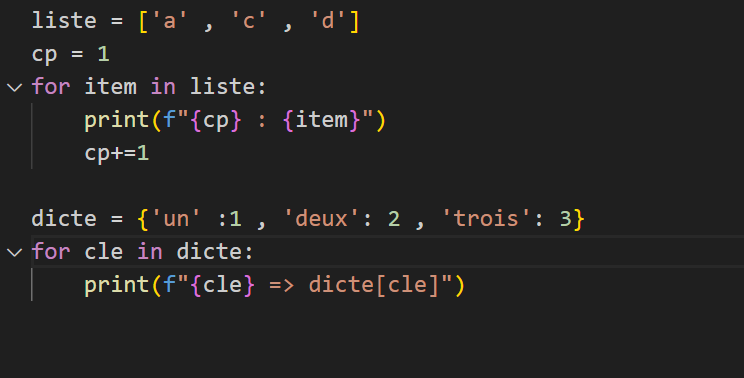 liste = ['a' , 'c' , 'd']
cp = 1
for item in liste:
    print(f"{cp} : {item}")
    cp+=1

dicte = {'un' :1 , 'deux': 2 , 'trois': 3}
for cle in dicte:
    print(f"{cle} => dicte[cle]")